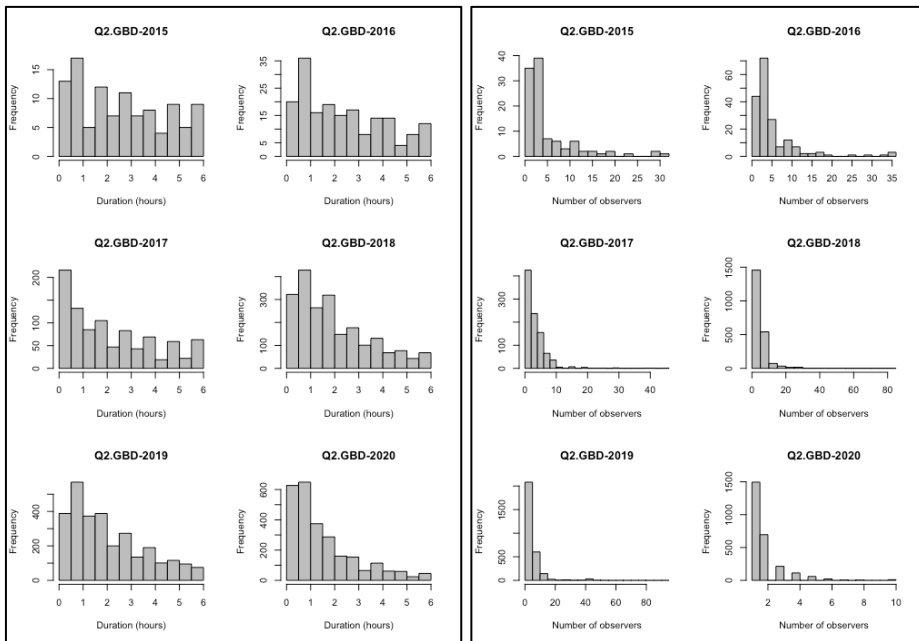 Q2.GBD-2015
Frequency
0 5 10 15
0 1 2 3 4 5 6
Duration (hours)
Q2.GBD-2016
Frequency
0 5 15 25 35
0 1 2 3 4 5 6
Duration (hours)
Q2.GBD-2017
Frequency
0 50 100 200
0 1 2 3 4 5 6
Duration (hours)
Q2.GBD-2018
Frequency
0 100 300
0 1 2 3 4 5 6
Duration (hours)
Q2.GBD-2019
Frequency
0 200 400
0 1 2 3 4 5 6
Duration (hours)
Q2.GBD-2020
Frequency
0 200 400 600
0 1 2 3 4 5 6
Duration (hours)
Q2.GBD-2015
Frequency
0 10 20 30 40
0 5 10 15 20 25 30
Number of observers
Q2.GBD-2016
Frequency
0 20 40 60
0 5 10 15 20 25 30 35
Number of observers
Q2.GBD-2017
Frequency
0 100 300
0 10 20 30 40
Number of observers
Q2.GBD-2018
Frequency
0 500 1000 1500
0 20 40 60 80
Number of observers
Q2.GBD-2019
Frequency
0 500 1500
0 20 40 60 80
Number of observers
Q2.GBD-2020
Frequency
0 500 1000 1500
2 4 6 8 10
Number of observers